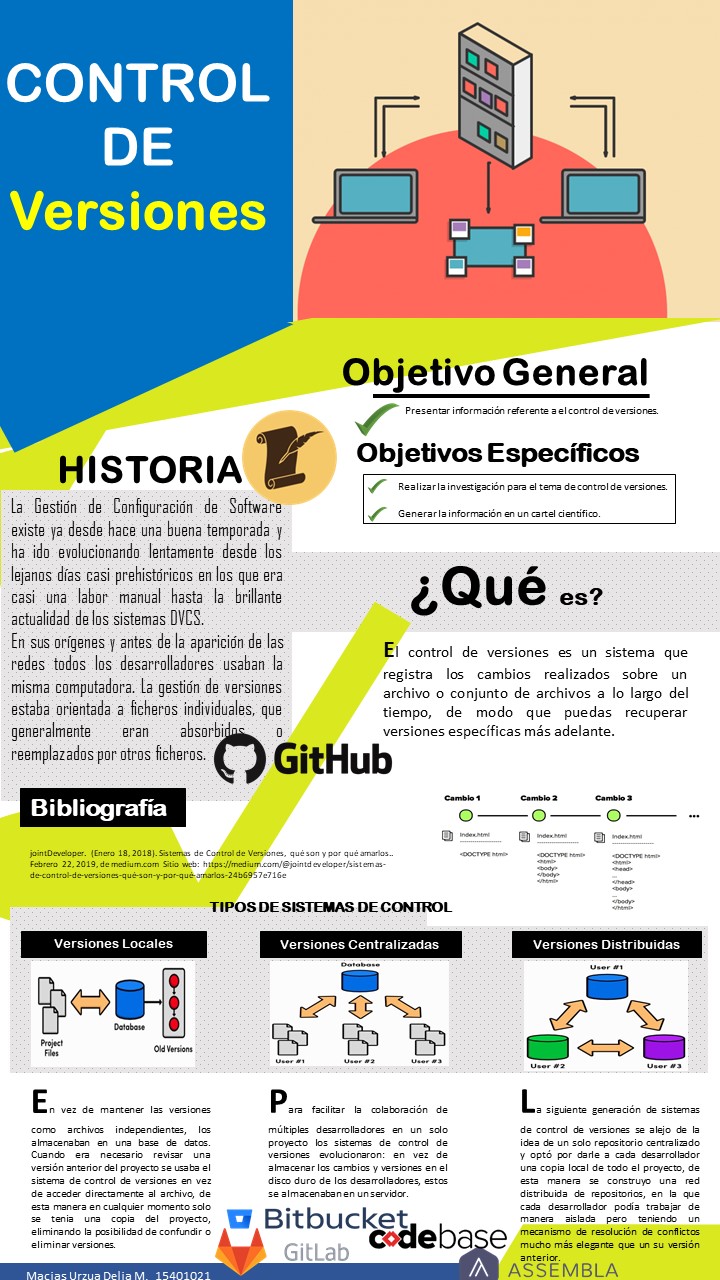 CONTROL
DE
Versiones
Objetivo General
Presentar información referente a el control de versiones.
Objetivos Específicos
Realizar la investigación para el tema de control de versiones.
Generar la información en un cartel científico.
HISTORIA
La Gestión de Configuración de Software
existe ya desde hace una buena temporada y
ha ido evolucionando lentamente desde los
lejanos días casi prehistóricos en los que era
casi una labor manual hasta la brillante
actualidad de los sistemas DVCS.
En sus orígenes y antes de la aparición de las
redes todos los desarrolladores usaban la
misma computadora. La gestión de versiones
estaba orientada a ficheros individuales, que
generalmente eran absorbidos o
reemplazados por otros ficheros.
GitHub
¿Qué es?
El control de versiones es un sistema que
registra los cambios realizados sobre un
archivo o conjunto de archivos a lo largo del
tiempo, de modo que puedas recuperar
versiones específicas más adelante.
Bibliografía
jointDeveloper. (Enero 18, 2018). Sistemas de Control de Versiones, qué son y por qué amarlos..
Febrero 22, 2019, de medium.com Sitio web: https://medium.com/@jointdeveloper/sistemas-
de-control-de-versiones-qué-son-y-por-qué-amarlos-24b6957e716e
Cambio 1
Index.html
<!DOCTYPE html>
Cambio 2
Index.html
<!DOCTYPE html>
<html>
<body>
</body>
</html>
Cambio 3
Index.html
<!DOCTYPE html>
<html>
<head>
...
</head>
<body>
...
</body>
</html>
...
TIPOS DE SISTEMAS DE CONTROL
Versiones Locales
Project
Files
Database
Old Versions
En vez de mantener las versiones
como archivos independientes, los
almacenaban en una base de datos.
Cuando era necesario revisar una
versión anterior del proyecto se usaba el
sistema de control de versiones en vez
de acceder directamente al archivo, de
esta manera en cualquier momento solo
se tenía una copia del proyecto,
eliminando la posibilidad de confundir o
eliminar versiones.
Versiones Centralizadas
Database
User #1
User #2
User #3
Para facilitar la colaboración de
múltiples desarrolladores en un solo
proyecto los sistemas de control de
versiones evolucionaron: en vez de
almacenar los cambios y versiones en el
disco duro de los desarrolladores, estos
se almacenaban en un servidor.
Versiones Distribuidas
User #1
User #2
User #3
La siguiente generación de sistemas
de control de versiones se alejo de la
idea de un solo repositorio centralizado
y optó por darle a cada desarrollador
una copia local de todo el proyecto, de
esta manera se construyo una red
distribuida de repositorios, en la que
cada desarrollador podía trabajar de
manera aislada pero teniendo un
mecanismo de resolución de conflictos
mucho más elegante que un su versión
anterior.
Bitbucket
GitLab
codebase
ASSEMBLA
Macias Urzua Delia M. 15401021